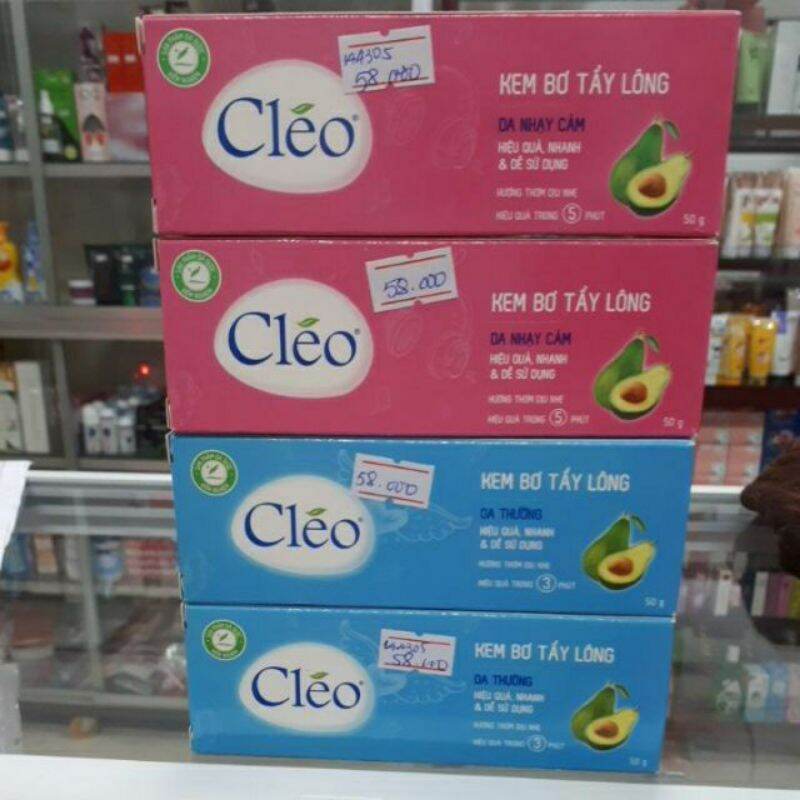 MA305
58.000
Cléo
KEM BƠ TẨY LÔNG
DA NHẠY CẢM
HIỆU QUẢ, NHANH
& DỄ SỬ DỤNG
HƯƠNG THƠM DỊU NHẸ
HIỆU QUẢ TRONG 5 PHÚT
50 g
58.000
Cléo
KEM BƠ TẨY LÔNG
DA NHẠY CẢM
HIỆU QUẢ, NHANH
& DỄ SỬ DỤNG
HƯƠNG THƠM DỊU NHẸ
HIỆU QUẢ TRONG 5 PHÚT
50 g
58.000
Cléo
KEM BƠ TẨY LÔNG
DA THƯỜNG
HIỆU QUẢ, NHANH
& DỄ SỬ DỤNG
HƯƠNG THƠM DỊU NHẸ
HIỆU QUẢ TRONG 3 PHÚT
50 g
MA305
58.000
Cléo
KEM BƠ TẨY LÔNG
DA THƯỜNG
HIỆU QUẢ, NHANH
& DỄ SỬ DỤNG
HƯƠNG THƠM DỊU NHẸ
HIỆU QUẢ TRONG 3 PHÚT
50 g